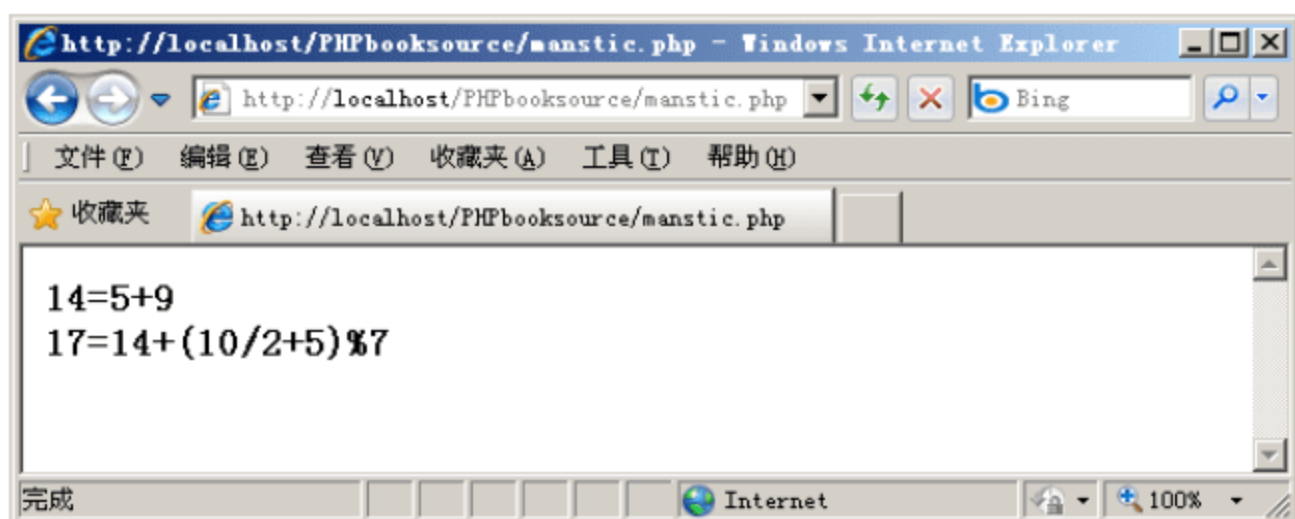 http://localhost/PHPbooksource/manstic.php - Windows Internet Explorer
http://localhost/PHPbooksource/manstic.php Bing
文件(F) 编辑(E) 查看(V) 收藏夹(A) 工具(T) 帮助(H)
收藏夹 http://localhost/PHPbooksource/manstic.php
14=5+9
17=14+(10/2+5)%7
完成 Internet 100%